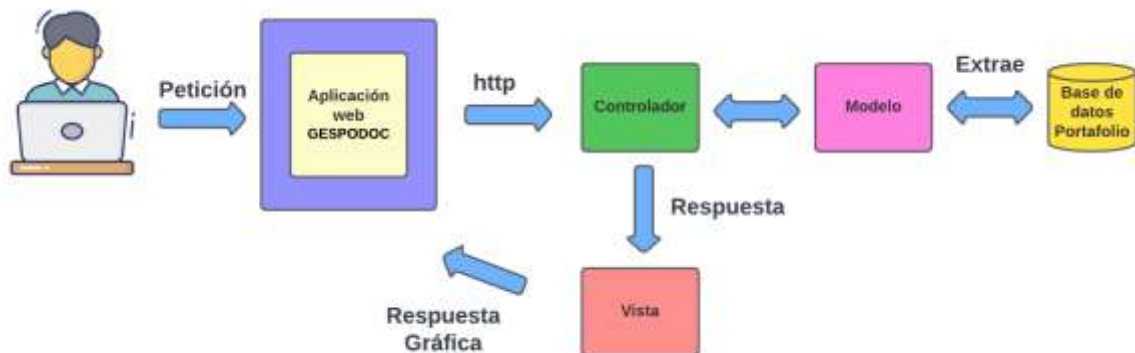 Petición
Aplicación
web
GESPODOC
http
Controlador
Modelo
Extrae
Base de
datos
Portafolio
Respuesta
Vista
Respuesta
Gráfica